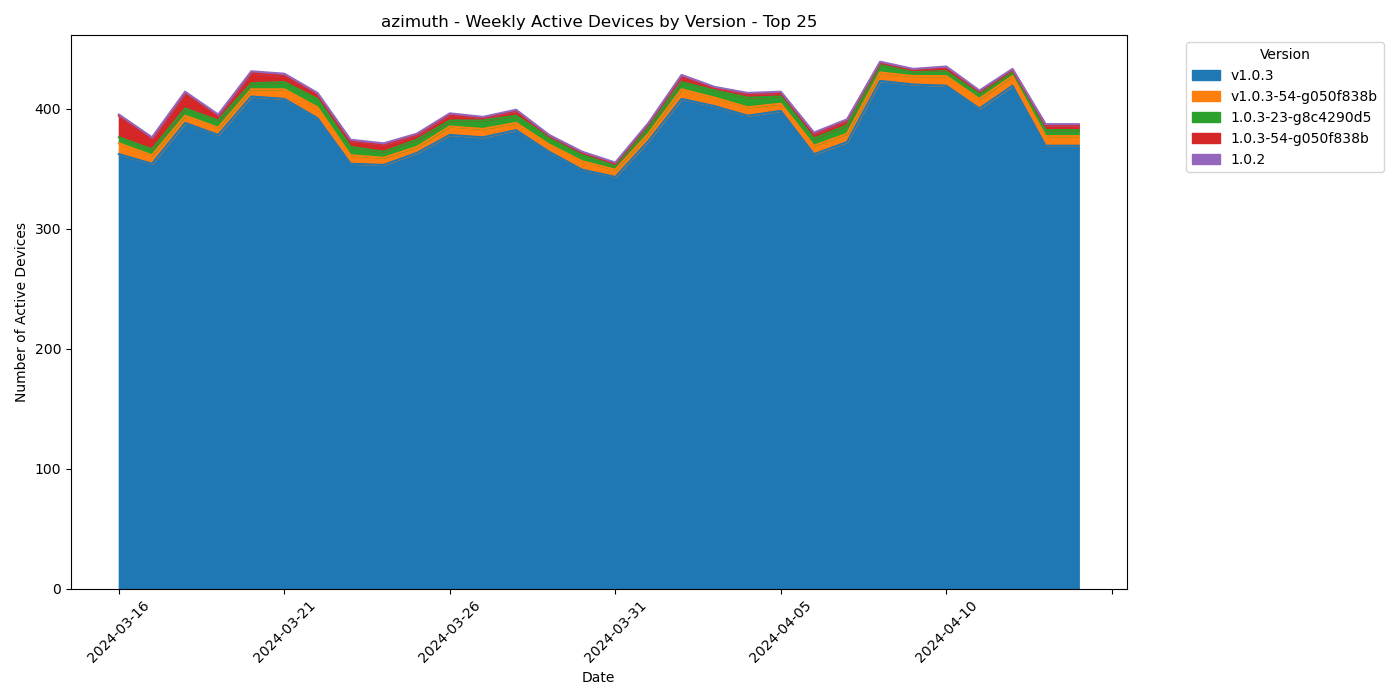 azimuth - Weekly Active Devices by Version - Top 25
Version
v1.0.3
v1.0.3-54-g050f838b
1.0.3-23-g8c4290d5
1.0.3-54-g050f838b
1.0.2
Number of Active Devices
400
300
200
100
0
2024-03-16
2024-03-21
2024-03-26
2024-03-31
2024-04-05
2024-04-10
Date